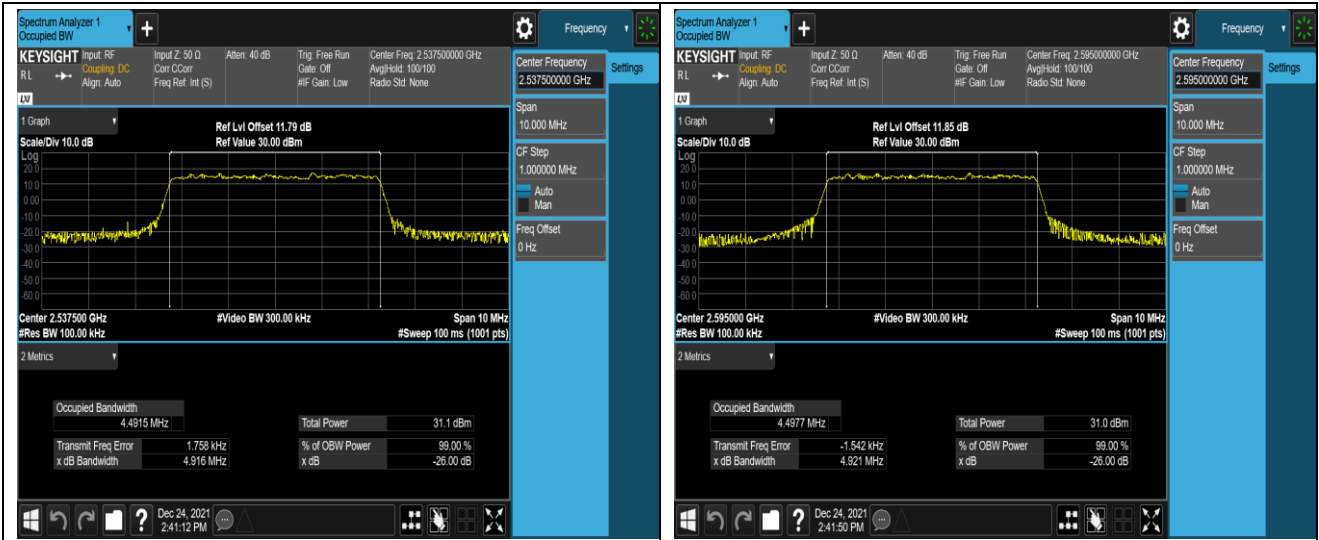 Spectrum Analyzer 1
Occupied BW
+
Frequency
KEYSIGHT Input: RF Input Z: 50 Ω Atten: 40 dB Trig: Free Run Center Freq: 2.537500000 GHz
RL Coupling: DC Corr CCorr Gate: Off Avg|Hold: 100/100
Align: Auto Freq Ref: Int (S) #IF Gain: Low Radio Std: None
LXI
Center Frequency
2.537500000 GHz
Settings
Span
10.000 MHz
CF Step
1.000000 MHz
Auto
Man
Freq Offset
0 Hz
1 Graph
Ref Lvl Offset 11.79 dB
Scale/Div 10.0 dB Ref Value 30.00 dBm
Log
20.0
10.0
0.00
-10.0
-20.0
-30.0
-40.0
-50.0
-60.0
Center 2.537500 GHz #Video BW 300.00 kHz Span 10 MHz
#Res BW 100.00 kHz #Sweep 100 ms (1001 pts)
2 Metrics
Occupied Bandwidth
4.4915 MHz Total Power 31.1 dBm
Transmit Freq Error 1.758 kHz % of OBW Power 99.00 %
x dB Bandwidth 4.916 MHz x dB -26.00 dB
? Dec 24, 2021
2:41:12 PM
Spectrum Analyzer 1
Occupied BW
+
Frequency
KEYSIGHT Input: RF Input Z: 50 Ω Atten: 40 dB Trig: Free Run Center Freq: 2.595000000 GHz
RL Coupling: DC Corr CCorr Gate: Off Avg|Hold: 100/100
Align: Auto Freq Ref: Int (S) #IF Gain: Low Radio Std: None
LXI
Center Frequency
2.595000000 GHz
Settings
Span
10.000 MHz
CF Step
1.000000 MHz
Auto
Man
Freq Offset
0 Hz
1 Graph
Ref Lvl Offset 11.85 dB
Scale/Div 10.0 dB Ref Value 30.00 dBm
Log
20.0
10.0
0.00
-10.0
-20.0
-30.0
-40.0
-50.0
-60.0
Center 2.595000 GHz #Video BW 300.00 kHz Span 10 MHz
#Res BW 100.00 kHz #Sweep 100 ms (1001 pts)
2 Metrics
Occupied Bandwidth
4.4977 MHz Total Power 31.0 dBm
Transmit Freq Error -1.542 kHz % of OBW Power 99.00 %
x dB Bandwidth 4.921 MHz x dB -26.00 dB
? Dec 24, 2021
2:41:50 PM